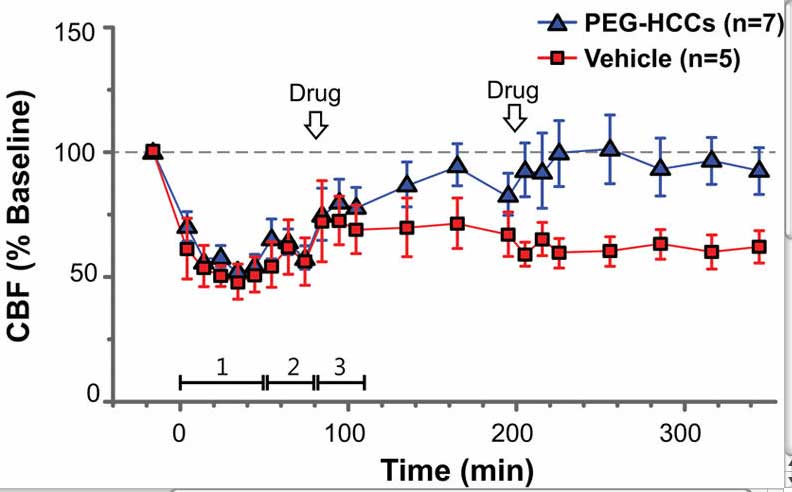 PEG-HCCs (n=7)
Vehicle (n=5)
150
100
50
0
CBF (% Baseline)
Drug
Drug
1
2
3
0
100
200
300
Time (min)